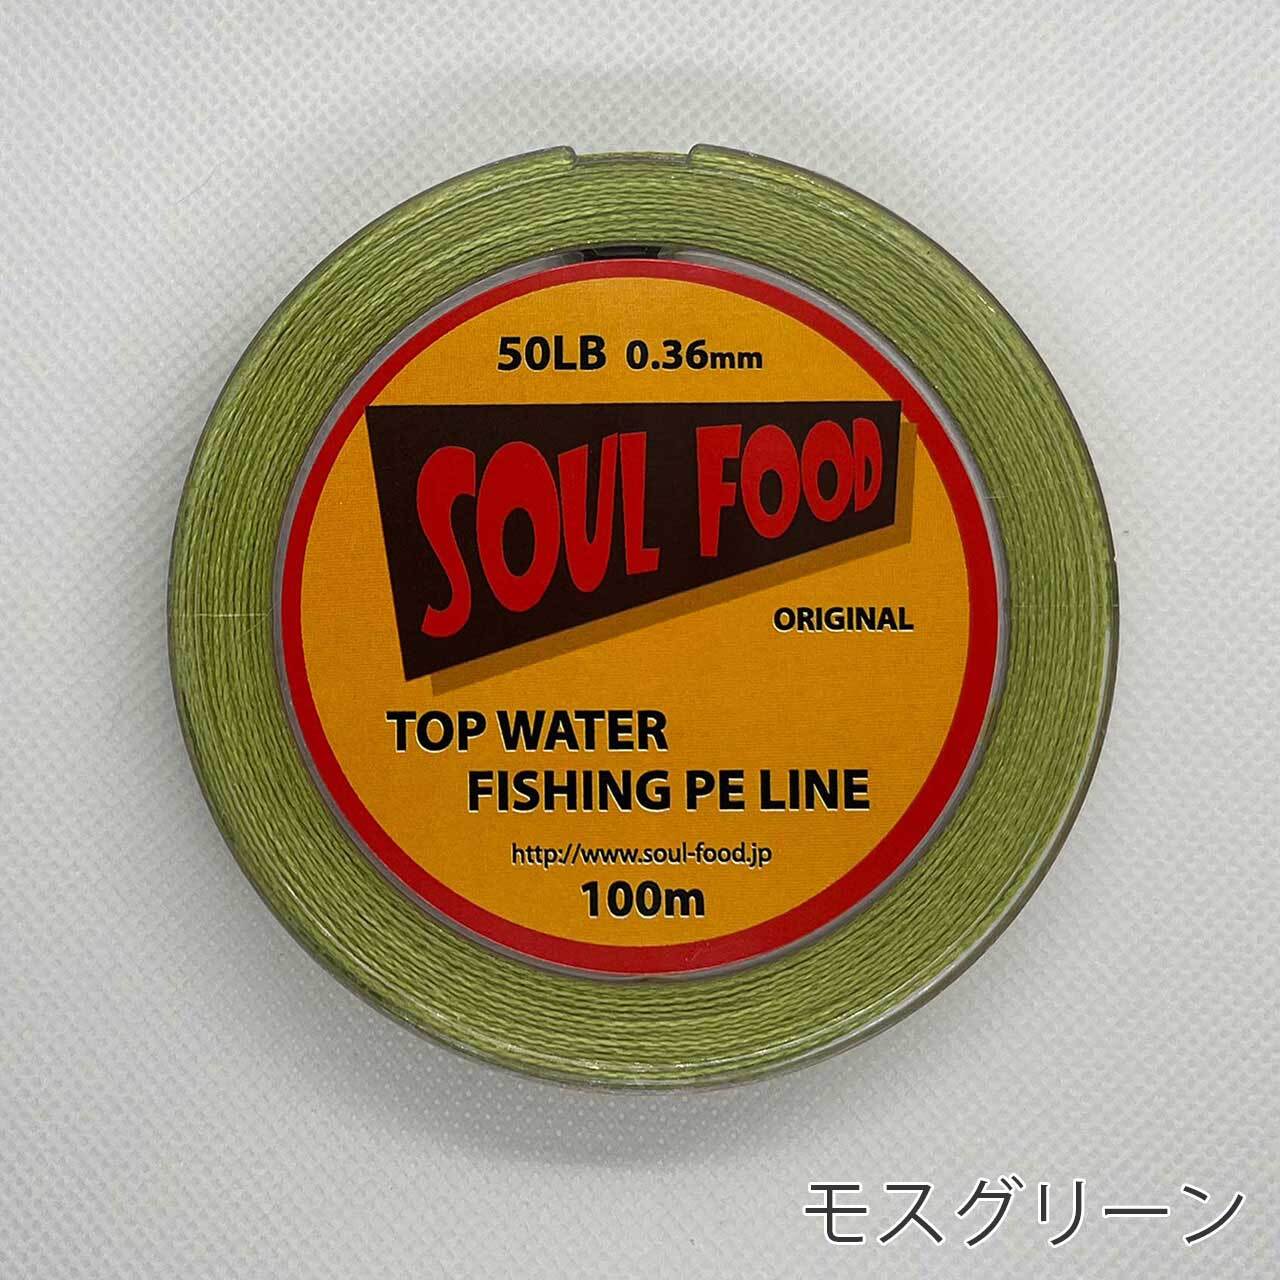 50LB 0.36mm
SOUL FOOD
ORIGINAL
TOP WATER
FISHING PE LINE
http://www.soul-food.jp
100m
モスグリーン